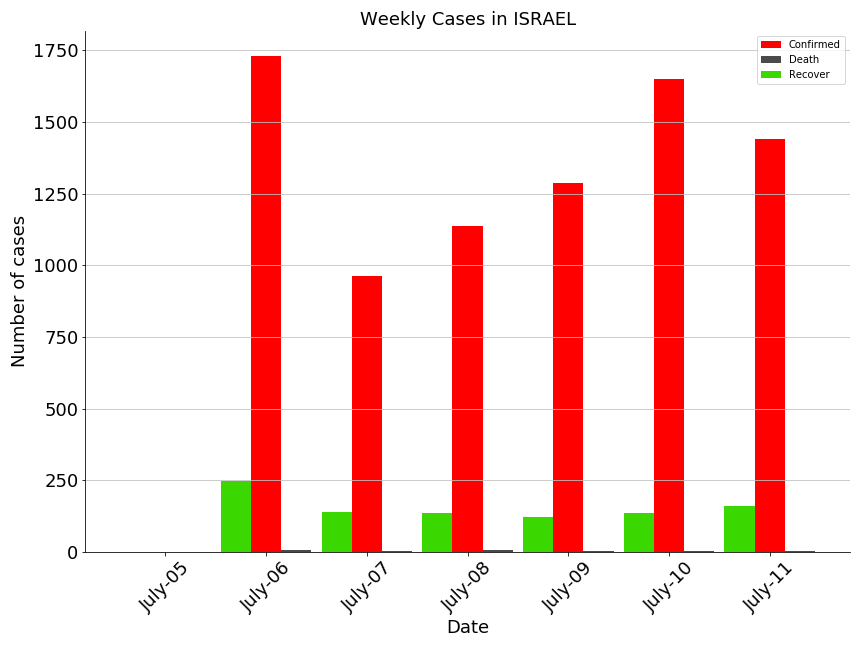 Weekly Cases in ISRAEL
Confirmed
Death
Recover
Number of cases
1750
1500
1250
1000
750
500
250
0
July-05
July-06
July-07
July-08
July-09
July-10
July-11
Date